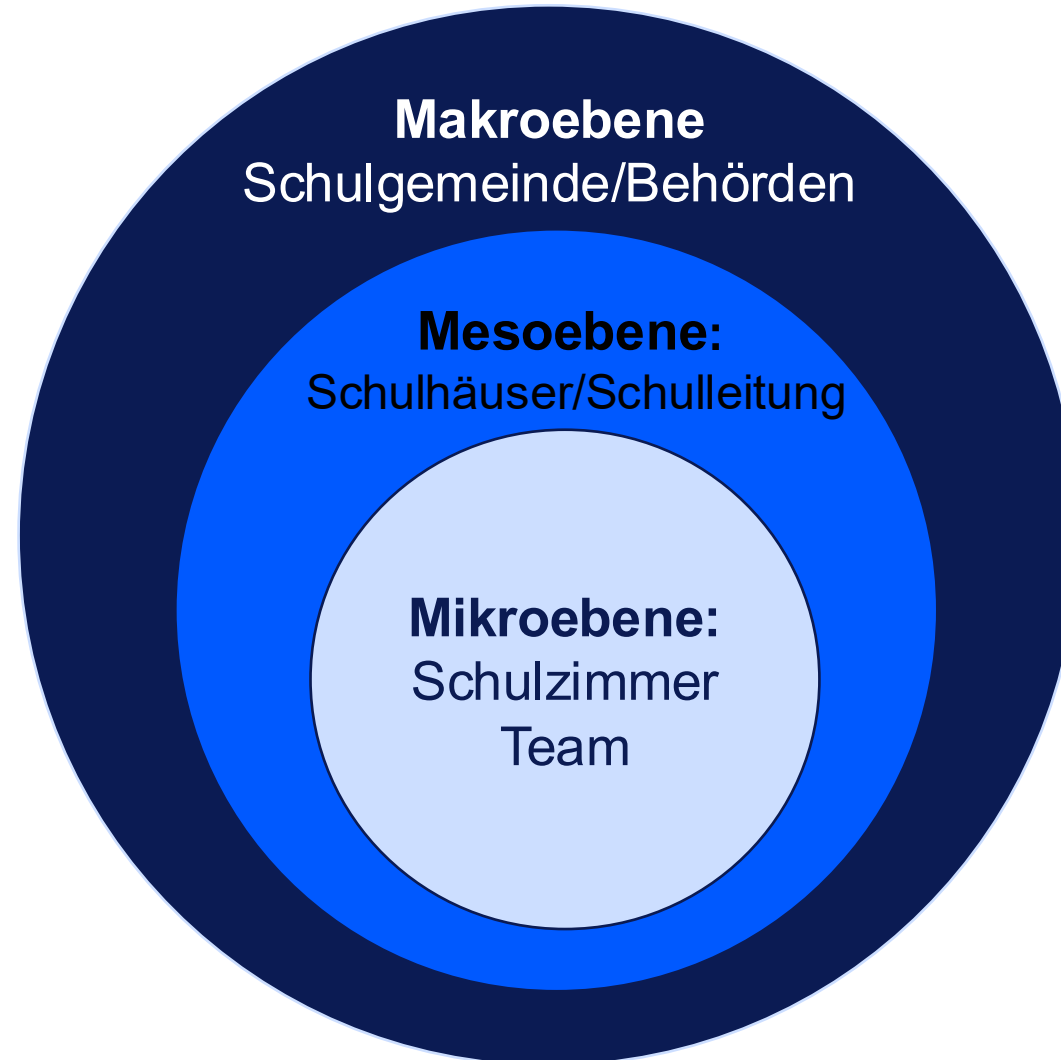 Makroebene
Schulgemeinde/Behörden
Mesoebene:
Schulhäuser/Schulleitung
Mikroebene:
Schulzimmer
Team